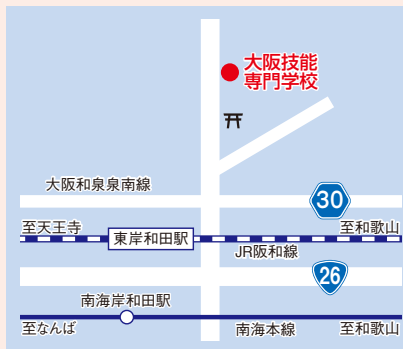 大阪技能
専門学校
大阪和泉泉南線
30
至天王寺
至和歌山
東岸和田駅
JR阪和線
26
南海岸和田駅
至なんば
南海本線
至和歌山